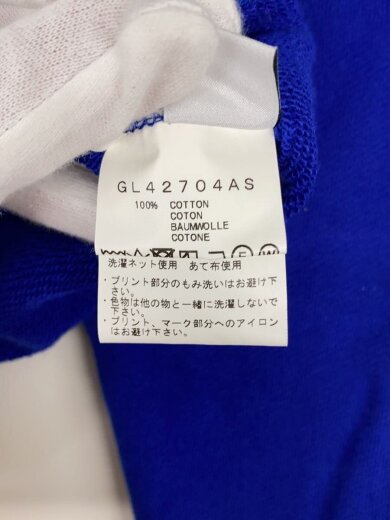 GL42704AS
100% COTTON
COTON
BAUMWOLLE
COTONE
洗濯ネット使用 あて布使用
・プリント部分のもみ洗いはお避け下
さい。
・色物は他の物と一緒に洗濯しないで
下さい。
・プリント、マーク部分へのアイロン
はお避け下さい。